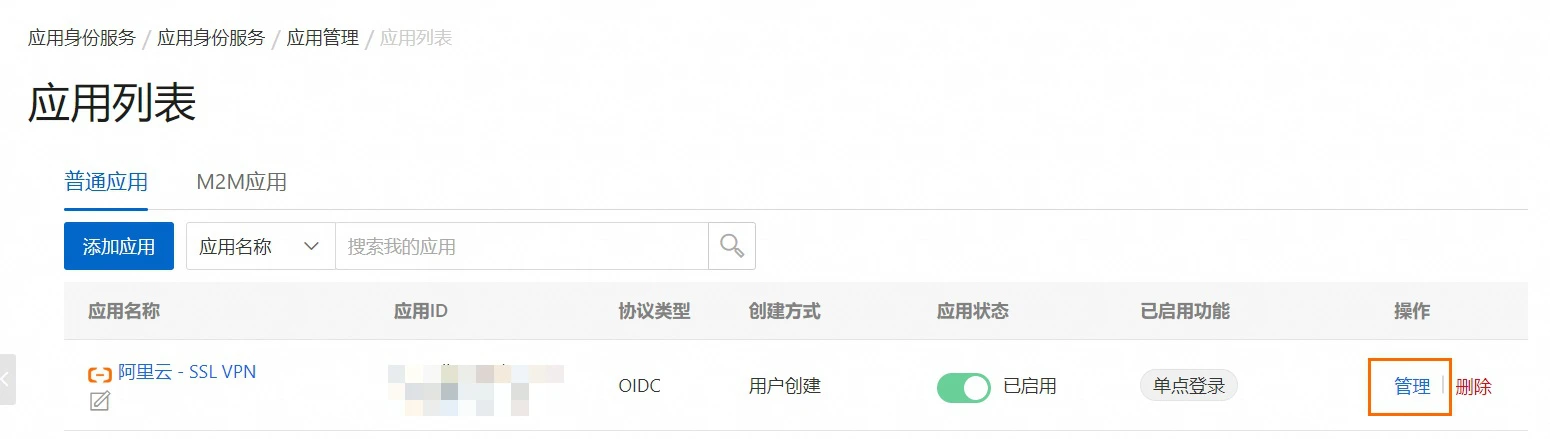 应用身份服务 / 应用身份服务 / 应用管理 / 应用列表
应用列表
普通应用 M2M应用
添加应用 应用名称 搜索我的应用
应用名称 应用ID 协议类型 创建方式 应用状态 已启用功能 操作
阿里云 - SSL VPN OIDC 用户创建 已启用 单点登录 管理 | 删除